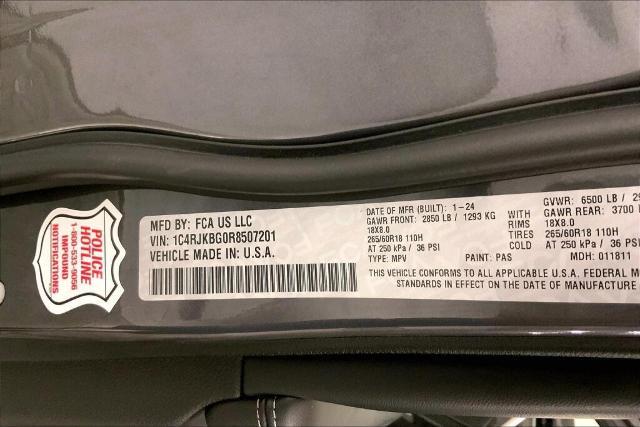 POLICE
HOTLINE
1-800-533-9056
IMPOUND
NOTIFICATIONS
MFD BY: FCA US LLC
VIN: 1C4RJKBG0R8507201
VEHICLE MADE IN: U.S.A.
DATE OF MFR (BUILT): 1-24 GVWR: 6500 LB /
GAWR FRONT: 2850 LB / 1293 KG WITH GAWR REAR: 3700
18X8.0 RIMS 18X8.0
265/60R18 110H TIRES 265/60R18 110H
AT 250 kPa / 36 PSI AT 250 kPa / 36 PSI
TYPE: MPV PAINT: PAS MDH: 011811
THIS VEHICLE CONFORMS TO ALL APPLICABLE U.S.A. FEDERAL
STANDARDS IN EFFECT ON THE DATE OF MANUFACTURE